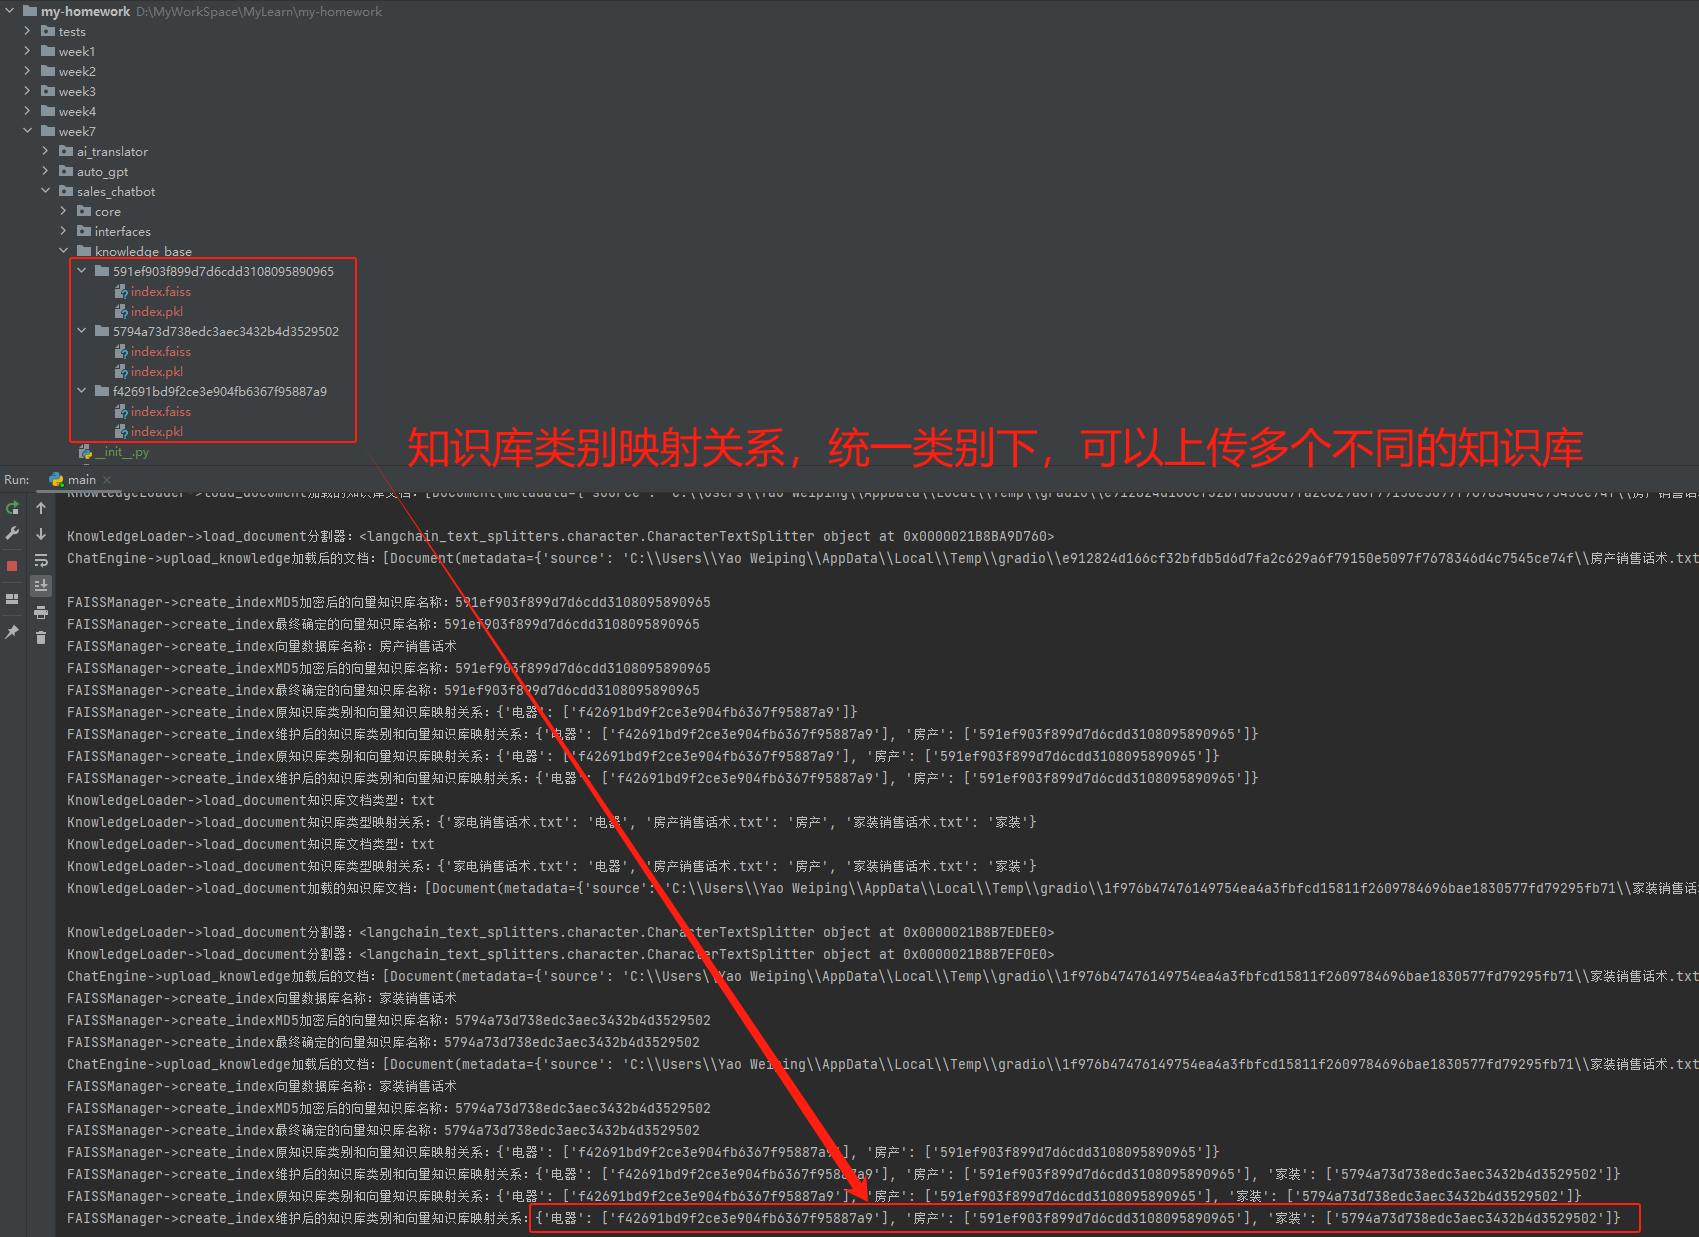 my-homework D:\MyWorkSpace\MyLearn\my-homework
tests
week1
week2
week3
week4
week7
ai_translator
auto_gpt
sales_chatbot
core
interfaces
knowledge_base
591ef903f899d7d6cdd3108095890965
index.faiss
index.pkl
5794a73d738edc3aec3432b4d3529502
index.faiss
index.pkl
f42691bd9f2ce3e904fb6367f95887a9
index.faiss
index.pkl
__init__.py
知识库类别映射关系，统一类别下，可以上传多个不同的知识库
Run: main
KnowledgeLoader->load_document加载的知识库文档：[Document(metadata={'source': 'C:\\Users\\Yao Weiping\\AppData\\Local\\Temp\\gradio\\e912824d166cf32bfdb5d6d7fa2c629a6f79150e5097f7678346d4c7545ce74f\\房产销售话
KnowledgeLoader->load_document分割器：<langchain_text_splitters.character.CharacterTextSplitter object at 0x0000021B8BA9D760>
ChatEngine->upload_knowledge加载后的文档：[Document(metadata={'source': 'C:\\Users\\Yao Weiping\\AppData\\Local\\Temp\\gradio\\e912824d166cf32bfdb5d6d7fa2c629a6f79150e5097f7678346d4c7545ce74f\\房产销售话术.txt
FAISSManager->create_indexMD5加密后的向量知识库名称：591ef903f899d7d6cdd3108095890965
FAISSManager->create_index最终确定的向量知识库名称：591ef903f899d7d6cdd3108095890965
FAISSManager->create_index向量数据库名称：房产销售话术
FAISSManager->create_indexMD5加密后的向量知识库名称：591ef903f899d7d6cdd3108095890965
FAISSManager->create_index最终确定的向量知识库名称：591ef903f899d7d6cdd3108095890965
FAISSManager->create_index原知识库类别和向量知识库映射关系：{'电器': ['f42691bd9f2ce3e904fb6367f95887a9']}
FAISSManager->create_index维护后的知识库类别和向量知识库映射关系：{'电器': ['f42691bd9f2ce3e904fb6367f95887a9'], '房产': ['591ef903f899d7d6cdd3108095890965']}
FAISSManager->create_index原知识库类别和向量知识库映射关系：{'电器': ['f42691bd9f2ce3e904fb6367f95887a9'], '房产': ['591ef903f899d7d6cdd3108095890965']}
FAISSManager->create_index维护后的知识库类别和向量知识库映射关系：{'电器': ['f42691bd9f2ce3e904fb6367f95887a9'], '房产': ['591ef903f899d7d6cdd3108095890965']}
KnowledgeLoader->load_document知识库文档类型：txt
KnowledgeLoader->load_document知识库类型映射关系：{'家电销售话术.txt': '电器', '房产销售话术.txt': '房产', '家装销售话术.txt': '家装'}
KnowledgeLoader->load_document知识库文档类型：txt
KnowledgeLoader->load_document知识库类型映射关系：{'家电销售话术.txt': '电器', '房产销售话术.txt': '房产', '家装销售话术.txt': '家装'}
KnowledgeLoader->load_document加载的知识库文档：[Document(metadata={'source': 'C:\\Users\\Yao Weiping\\AppData\\Local\\Temp\\gradio\\1f976b47476149754ea4a3fbfcd15811f2609784696bae1830577fd79295fb71\\家装销售话
KnowledgeLoader->load_document分割器：<langchain_text_splitters.character.CharacterTextSplitter object at 0x0000021B8B7EDEE0>
KnowledgeLoader->load_document分割器：<langchain_text_splitters.character.CharacterTextSplitter object at 0x0000021B8B7EF0E0>
ChatEngine->upload_knowledge加载后的文档：[Document(metadata={'source': 'C:\\Users\\Yao Weiping\\AppData\\Local\\Temp\\gradio\\1f976b47476149754ea4a3fbfcd15811f2609784696bae1830577fd79295fb71\\家装销售话术.txt
FAISSManager->create_index向量数据库名称：家装销售话术
FAISSManager->create_indexMD5加密后的向量知识库名称：5794a73d738edc3aec3432b4d3529502
FAISSManager->create_index最终确定的向量知识库名称：5794a73d738edc3aec3432b4d3529502
ChatEngine->upload_knowledge加载后的文档：[Document(metadata={'source': 'C:\\Users\\Yao Weiping\\AppData\\Local\\Temp\\gradio\\1f976b47476149754ea4a3fbfcd15811f2609784696bae1830577fd79295fb71\\家装销售话术.txt
FAISSManager->create_index向量数据库名称：家装销售话术
FAISSManager->create_indexMD5加密后的向量知识库名称：5794a73d738edc3aec3432b4d3529502
FAISSManager->create_index最终确定的向量知识库名称：5794a73d738edc3aec3432b4d3529502
FAISSManager->create_index原知识库类别和向量知识库映射关系：{'电器': ['f42691bd9f2ce3e904fb6367f95887a9'], '房产': ['591ef903f899d7d6cdd3108095890965']}
FAISSManager->create_index维护后的知识库类别和向量知识库映射关系：{'电器': ['f42691bd9f2ce3e904fb6367f95887a9'], '房产': ['591ef903f899d7d6cdd3108095890965'], '家装': ['5794a73d738edc3aec3432b4d3529502']}
FAISSManager->create_index原知识库类别和向量知识库映射关系：{'电器': ['f42691bd9f2ce3e904fb6367f95887a9'], '房产': ['591ef903f899d7d6cdd3108095890965'], '家装': ['5794a73d738edc3aec3432b4d3529502']}
FAISSManager->create_index维护后的知识库类别和向量知识库映射关系：{'电器': ['f42691bd9f2ce3e904fb6367f95887a9'], '房产': ['591ef903f899d7d6cdd3108095890965'], '家装': ['5794a73d738edc3aec3432b4d3529502']}